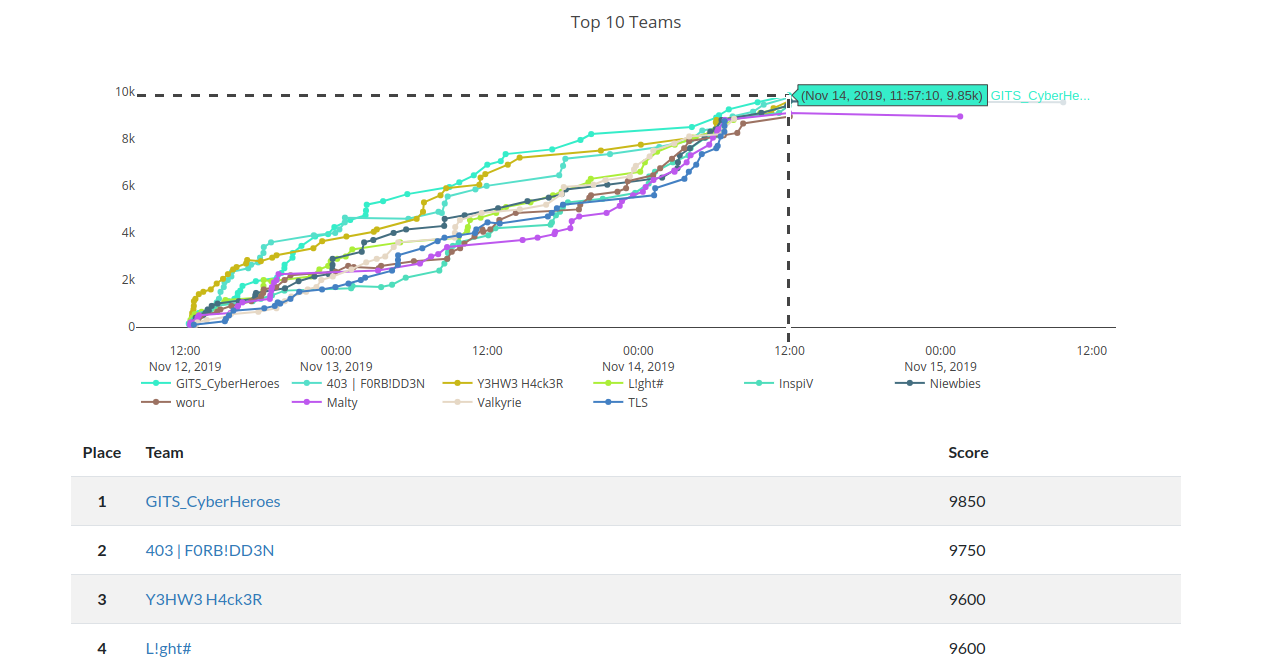 Top 10 Teams
10k
(Nov 14, 2019, 11:57:10, 9.85k) GITS_CyberHe...
8k
6k
4k
2k
0
12:00 00:00 12:00 00:00 12:00 00:00 12:00
Nov 12, 2019 Nov 13, 2019 Nov 14, 2019 Nov 15, 2019
GITS_CyberHeroes 403 | F0RB!DD3N Y3HW3 H4ck3R L!ght# InspiV Niewbies
woru Malty Valkyrie TLS
Place Team Score
1 GITS_CyberHeroes 9850
2 403 | F0RB!DD3N 9750
3 Y3HW3 H4ck3R 9600
4 L!ght# 9600